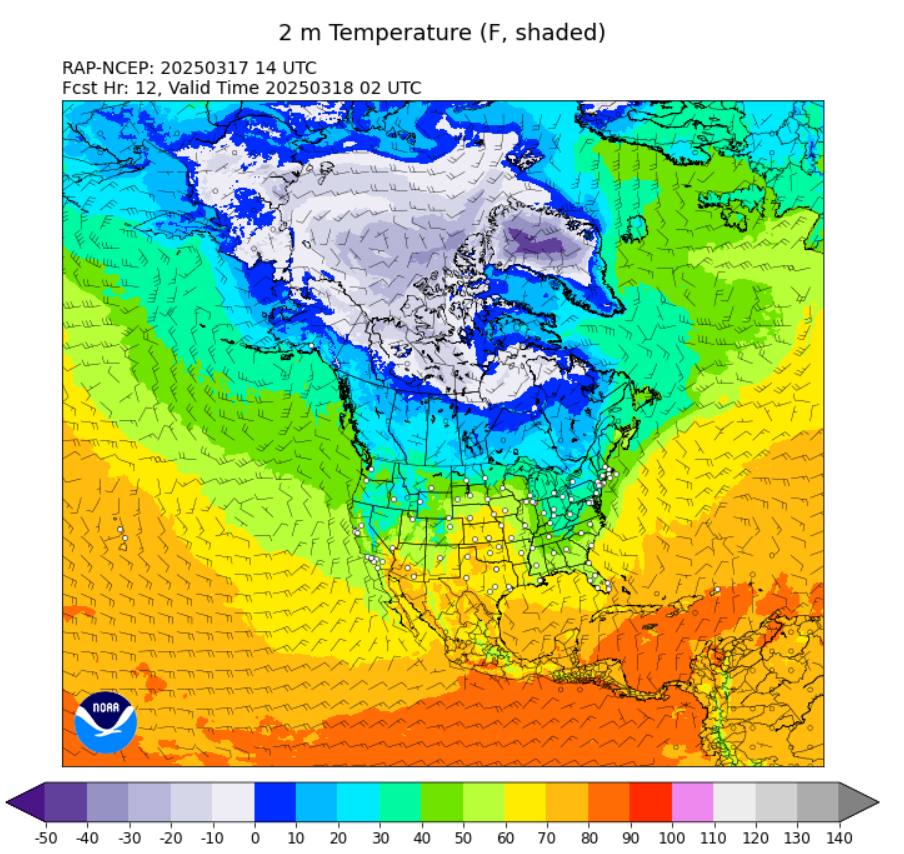 2 m Temperature (F, shaded)
RAP-NCEP: 20250317 14 UTC
Fcst Hr: 12, Valid Time 20250318 02 UTC
NOAA
-50 -40 -30 -20 -10 0 10 20 30 40 50 60 70 80 90 100 110 120 130 140